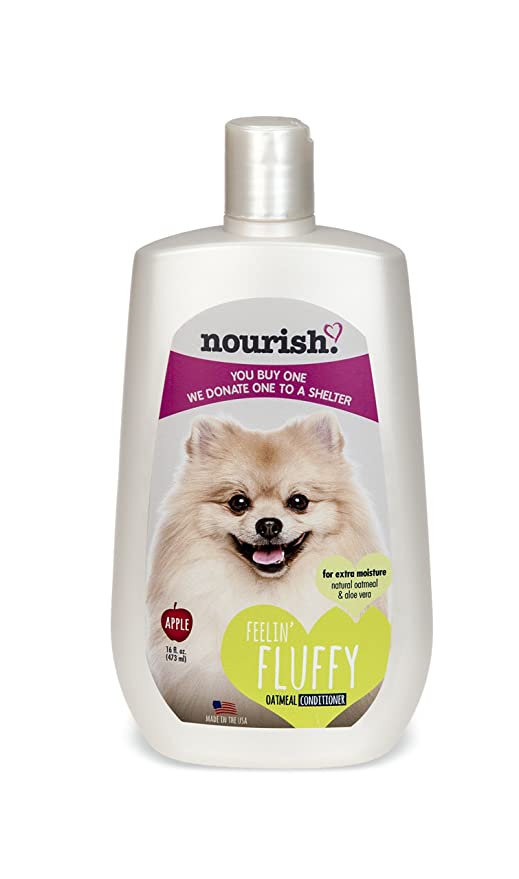 nourish.
YOU BUY ONE
WE DONATE ONE TO A SHELTER
for extra moisture
natural oatmeal
& aloe vera
APPLE
16 fl. oz.
(473 ml)
FEELIN'
FLUFFY
OATMEAL CONDITIONER
MADE IN THE USA